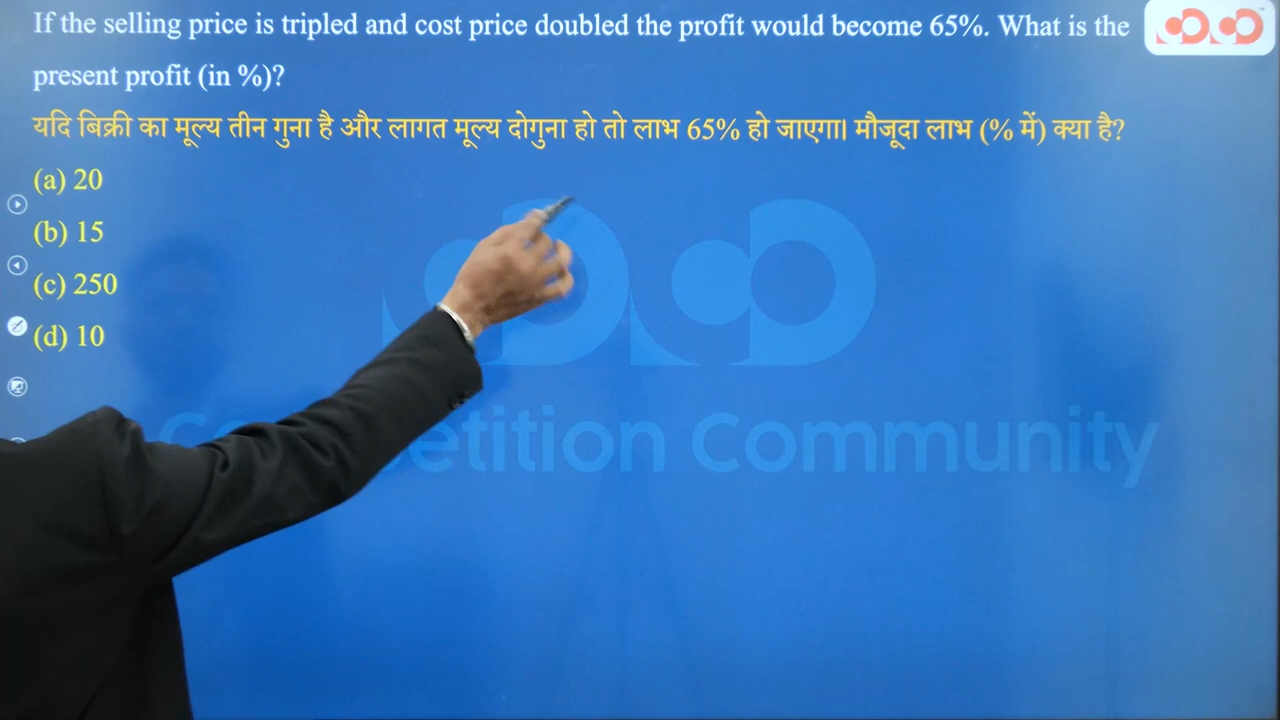 If the selling price is tripled and cost price doubled the profit would become 65%. What is the
present profit (in %)?
यदि बिक्री का मूल्य तीन गुना है और लागत मूल्य दोगुना हो तो लाभ 65% हो जाएगा। मौजूदा लाभ (% में) क्या है?
(a) 20
(b) 15
(c) 250
(d) 10
Community